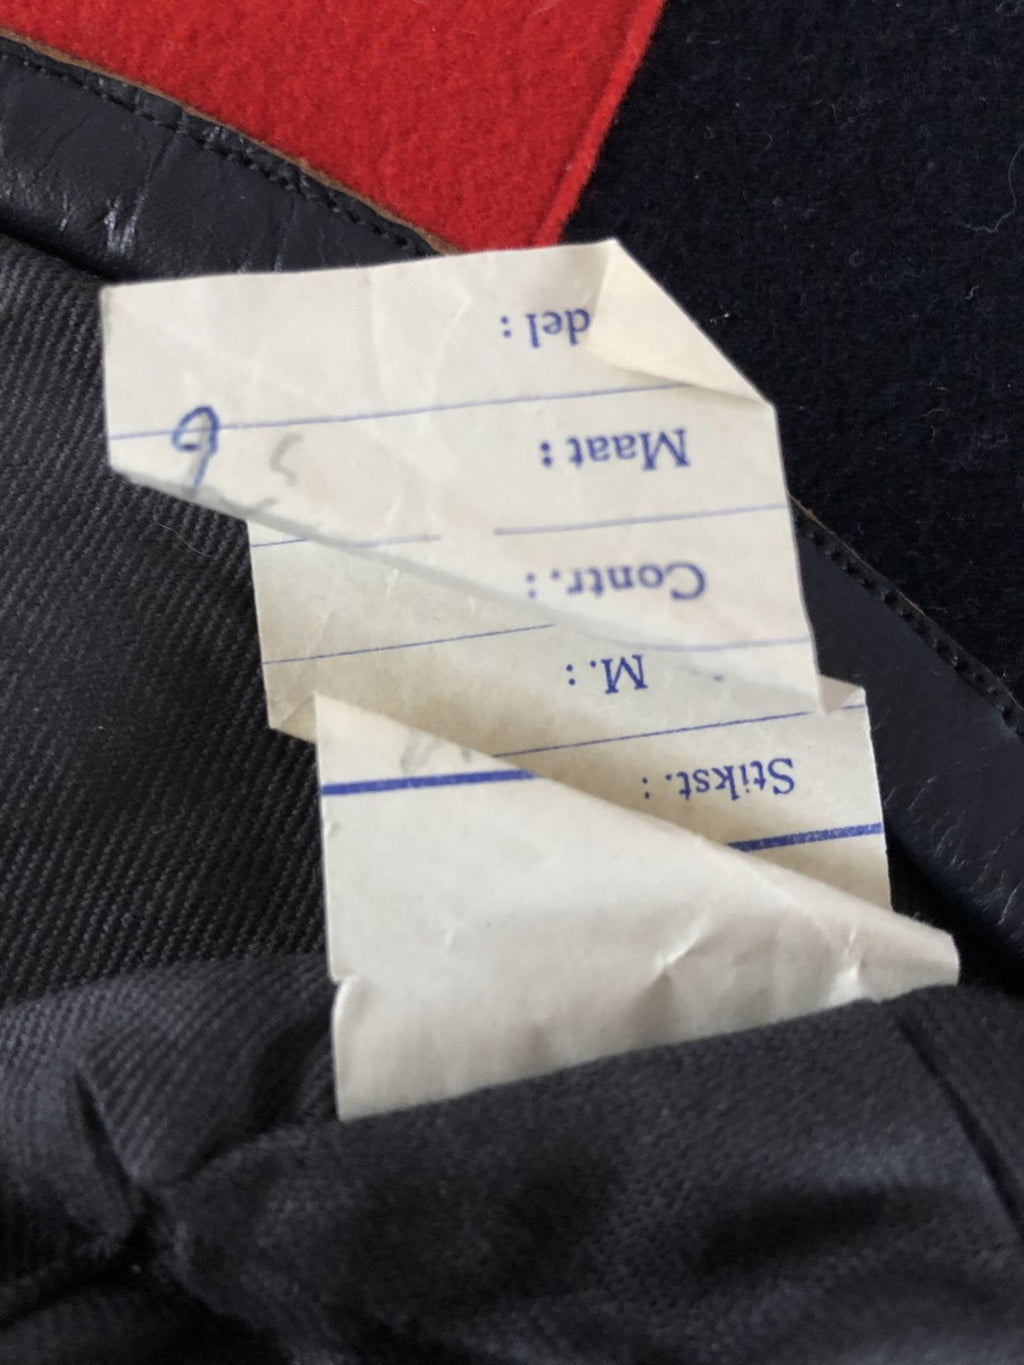 Stikst. :
M. :
Contr. :
Maat :
del :